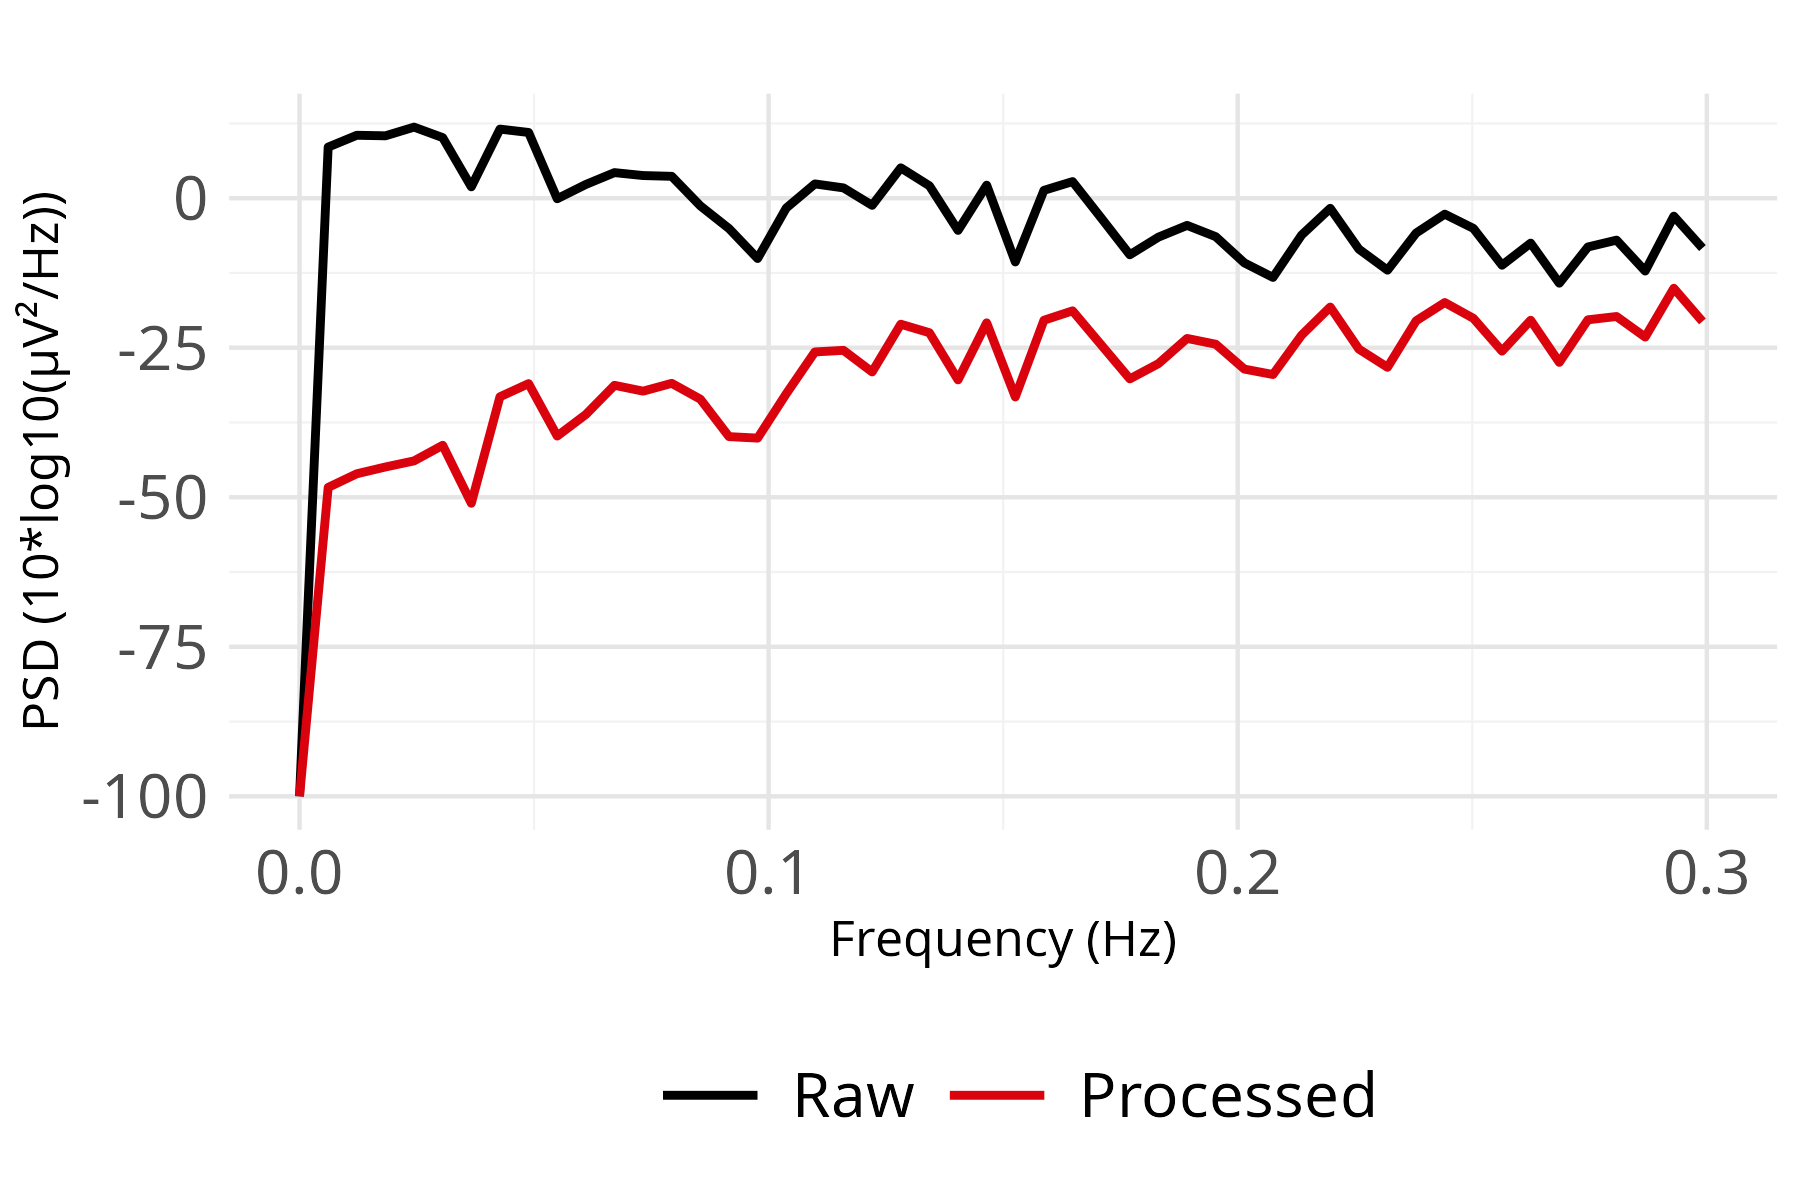 PSD (10*log10(µV²/Hz))
0
-25
-50
-75
-100
0.0 0.1 0.2 0.3
Frequency (Hz)
Raw Processed